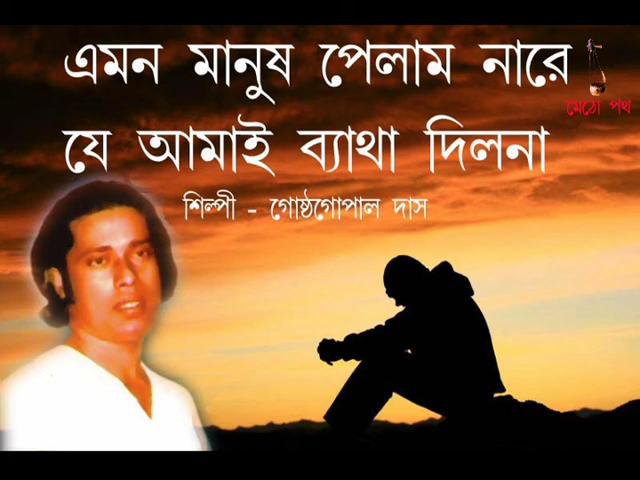 এমন মানুষ পেলাম নারে
মেঠো পথ
যে আমাই ব্যাথা দিলনা
শিল্পী - গোষ্ঠগোপাল দাস